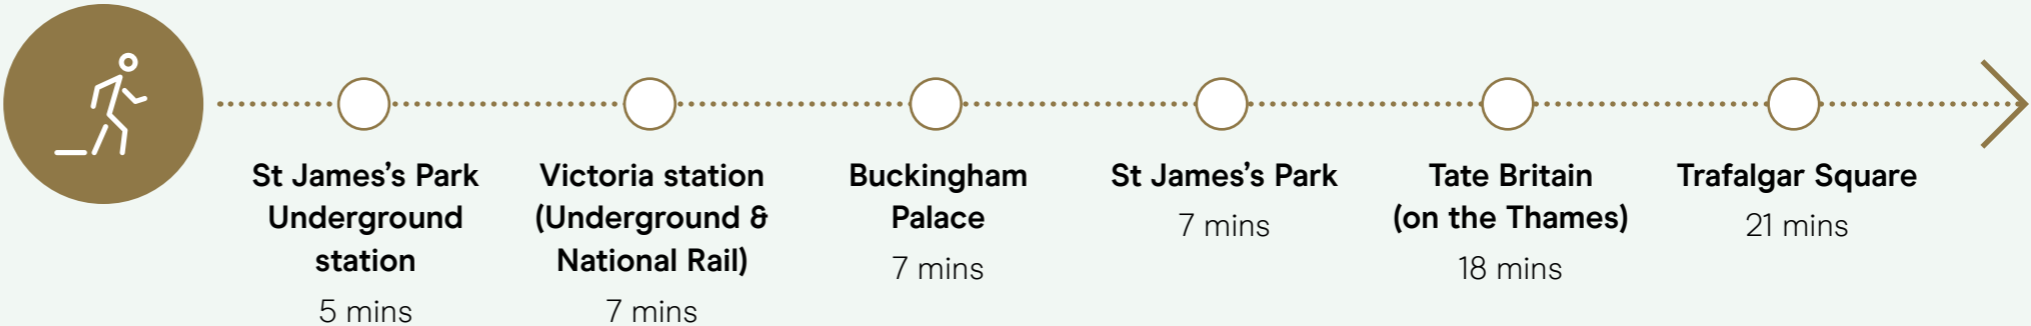 St James’s Park
Underground
station
5 mins
Victoria station
(Underground &
National Rail)
7 mins
Buckingham
Palace
7 mins
St James’s Park
7 mins
Tate Britain
(on the Thames)
18 mins
Trafalgar Square
21 mins